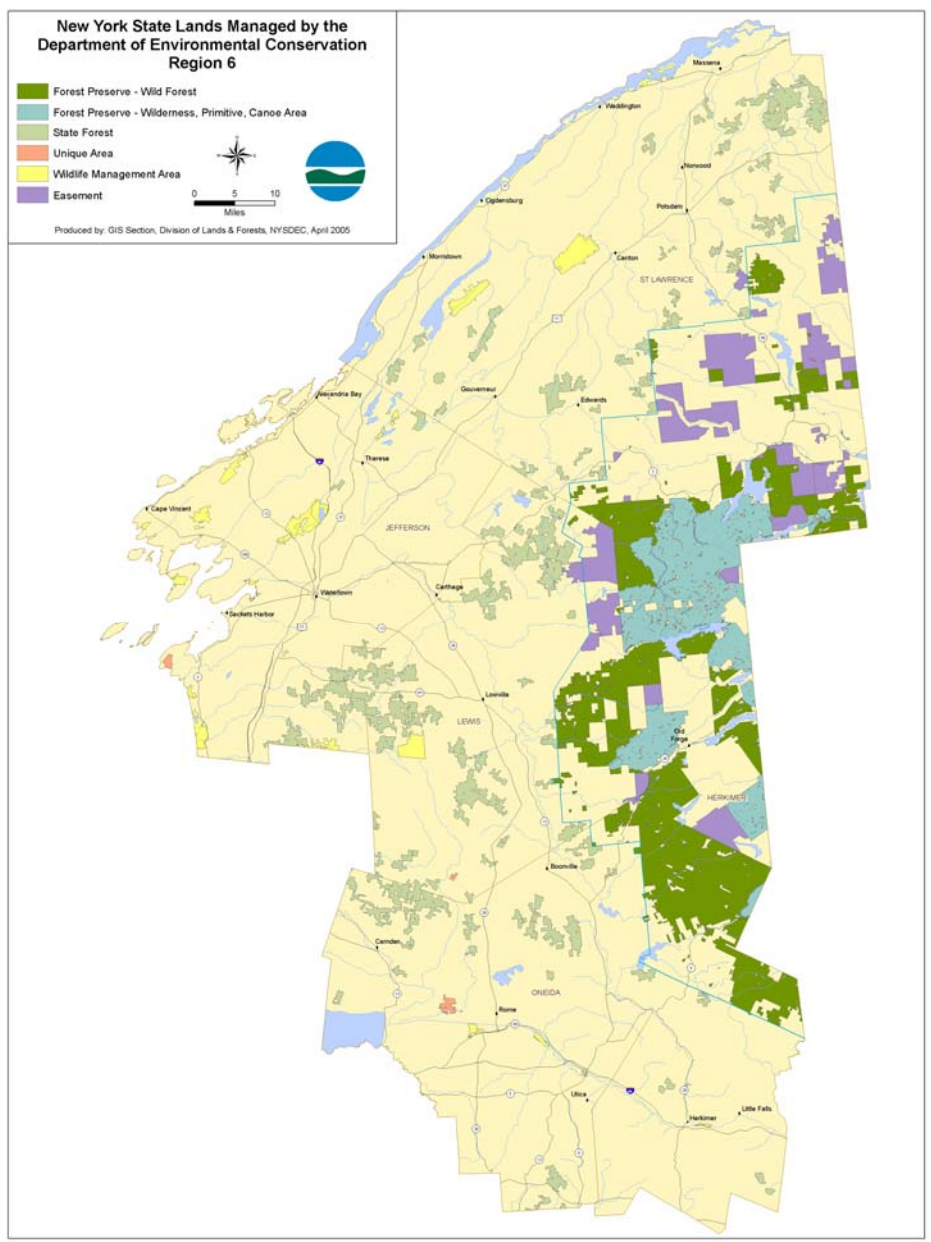 New York State Lands Managed by the
Department of Environmental Conservation
Region 6
Forest Preserve - Wild Forest
Forest Preserve - Wilderness, Primitive, Canoe Area
State Forest
Unique Area
Wildlife Management Area
Easement
0 5 10
Miles
Produced by: GIS Section, Division of Lands & Forests, NYSDEC, April 2005
Massena
Waddington
Norwood
Ogdensburg
Potsdam
Morristown
Canton
ST LAWRENCE
Alexandria Bay
Gouverneur
Edwards
Theresa
Cape Vincent
JEFFERSON
Watertown
Carthage
Sackets Harbor
Lowville
LEWIS
Old
Forge
HERKIMER
Boonville
Camden
ONEIDA
Rome
Utica
Little Falls
Herkimer